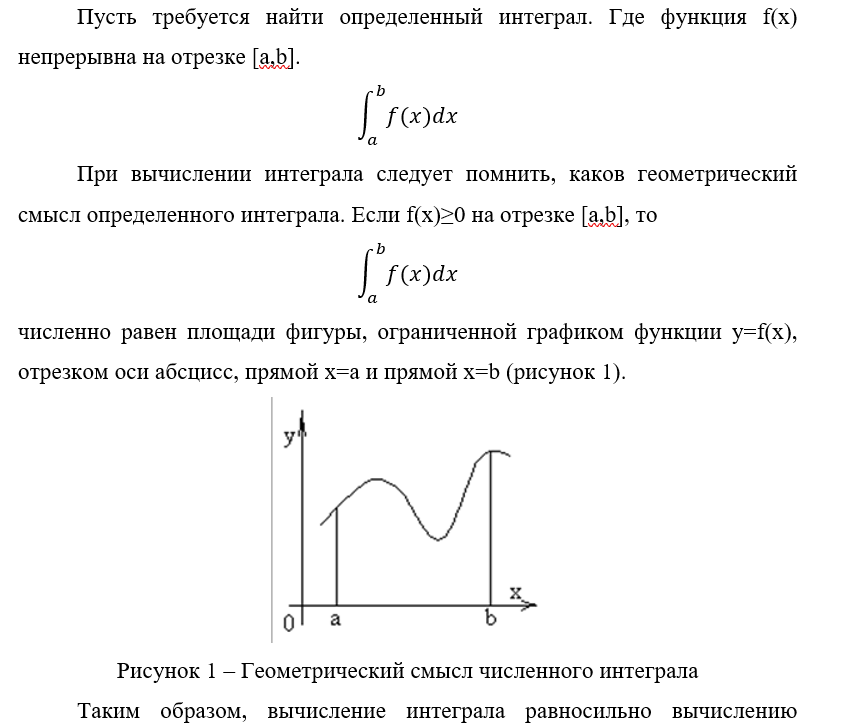 Пусть требуется найти определенный интеграл. Где функция f(x)
непрерывна на отрезке [a,b].
∫ₐᵇ f(x)dx
При вычислении интеграла следует помнить, каков геометрический
смысл определенного интеграла. Если f(x)≥0 на отрезке [a,b], то
∫ₐᵇ f(x)dx
численно равен площади фигуры, ограниченной графиком функции y=f(x),
отрезком оси абсцисс, прямой x=a и прямой x=b (рисунок 1).
y
x
0 a b
Рисунок 1 – Геометрический смысл численного интеграла
Таким образом, вычисление интеграла равносильно вычислению